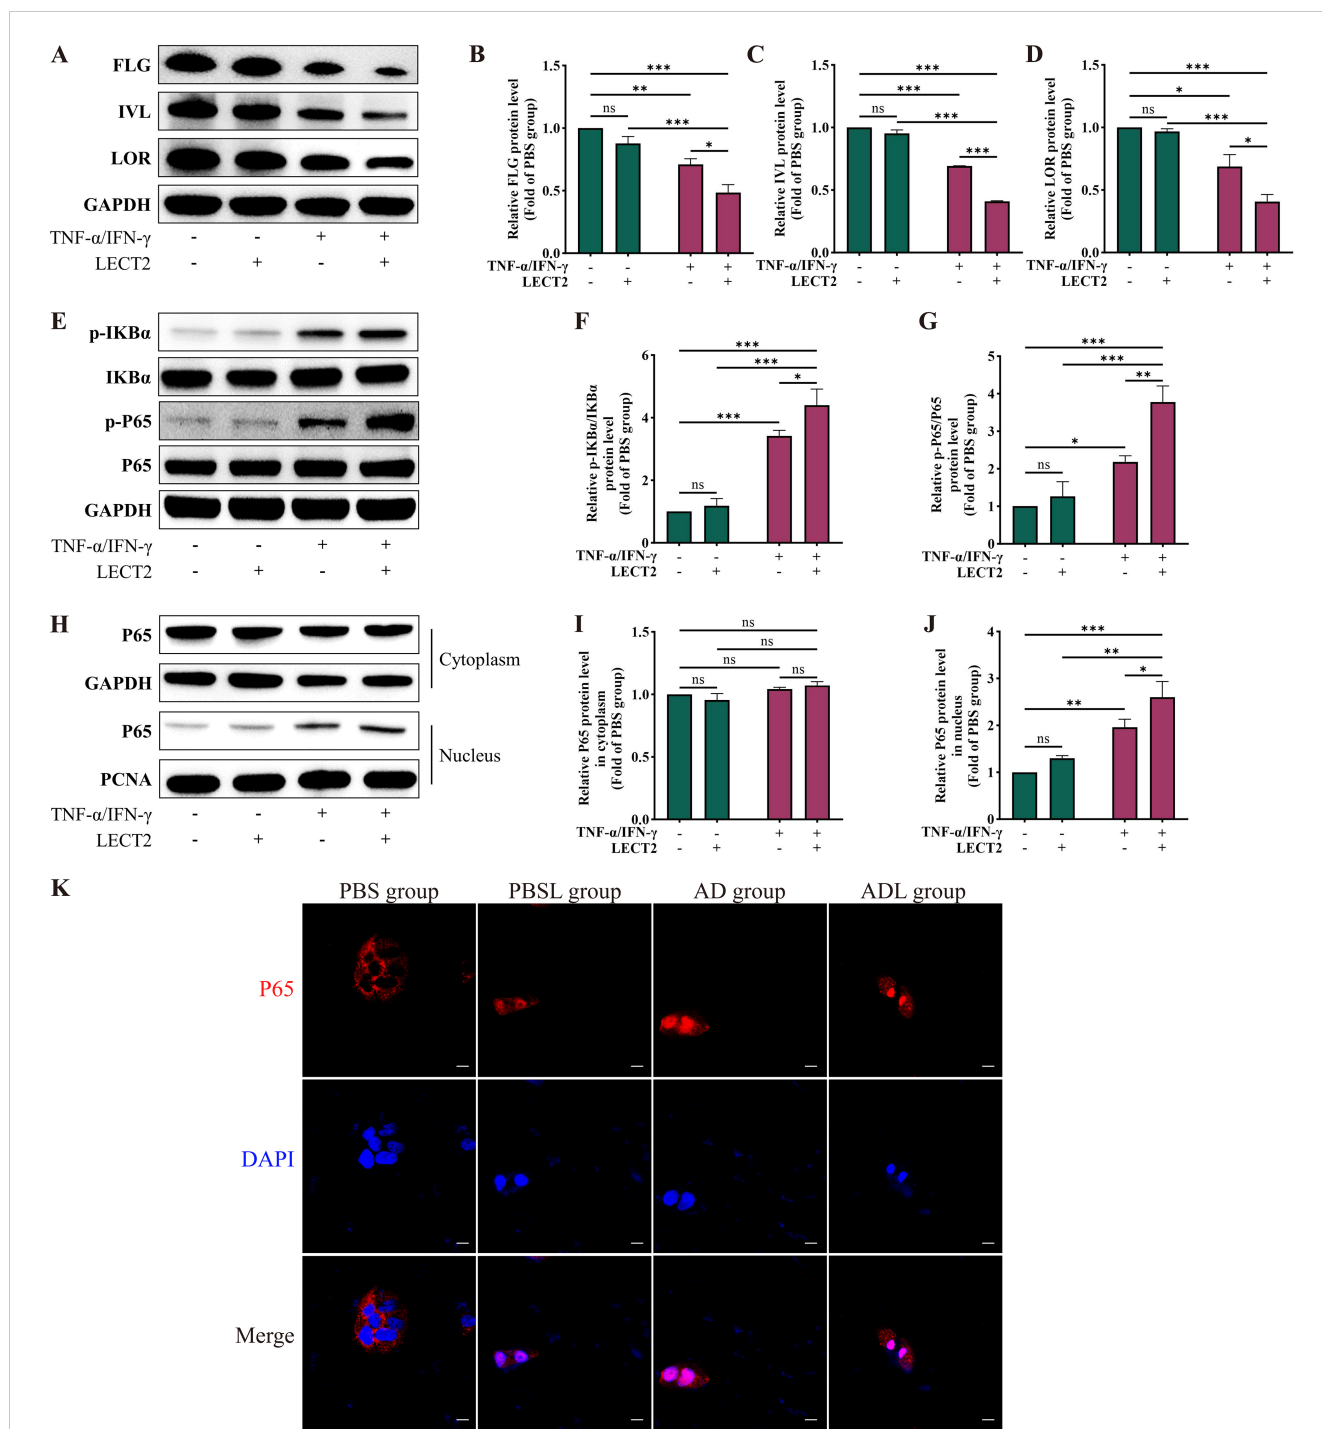 A
FLG
IVL
LOR
GAPDH
TNF-α/IFN-γ - - + +
LECT2 - + - +
B
Relative FLG protein level
(Fold of PBS group)
1.5
1.0
0.5
0.0
ns
**
***
***
*
TNF-α/IFN-γ - - + +
LECT2 - + - +
C
Relative IVL protein level
(Fold of PBS group)
1.5
1.0
0.5
0.0
ns
***
***
***
***
TNF-α/IFN-γ - - + +
LECT2 - + - +
D
Relative LOR protein level
(Fold of PBS group)
1.5
1.0
0.5
0.0
ns
*
***
***
*
TNF-α/IFN-γ - - + +
LECT2 - + - +
E
p-IKBα
IKBα
p-P65
P65
GAPDH
TNF-α/IFN-γ - - + +
LECT2 - + - +
F
Relative p-IKBα/IKBα
protein level
(Fold of PBS group)
6
4
2
0
***
***
*
***
ns
TNF-α/IFN-γ - - + +
LECT2 - + - +
G
Relative p-P65/P65
protein level
(Fold of PBS group)
5
4
3
2
1
0
***
***
**
*
ns
TNF-α/IFN-γ - - + +
LECT2 - + - +
H
P65
GAPDH
Cytoplasm
P65
PCNA
Nucleus
TNF-α/IFN-γ - - + +
LECT2 - + - +
I
Relative P65 protein level
in cytoplasm
(Fold of PBS group)
1.5
1.0
0.5
0.0
ns
ns
ns
ns
ns
TNF-α/IFN-γ - - + +
LECT2 - + - +
J
Relative P65 protein level
in nucleus
(Fold of PBS group)
4
3
2
1
0
***
**
*
**
ns
TNF-α/IFN-γ - - + +
LECT2 - + - +
K
PBS group PBSL group AD group ADL group
P65
DAPI
Merge